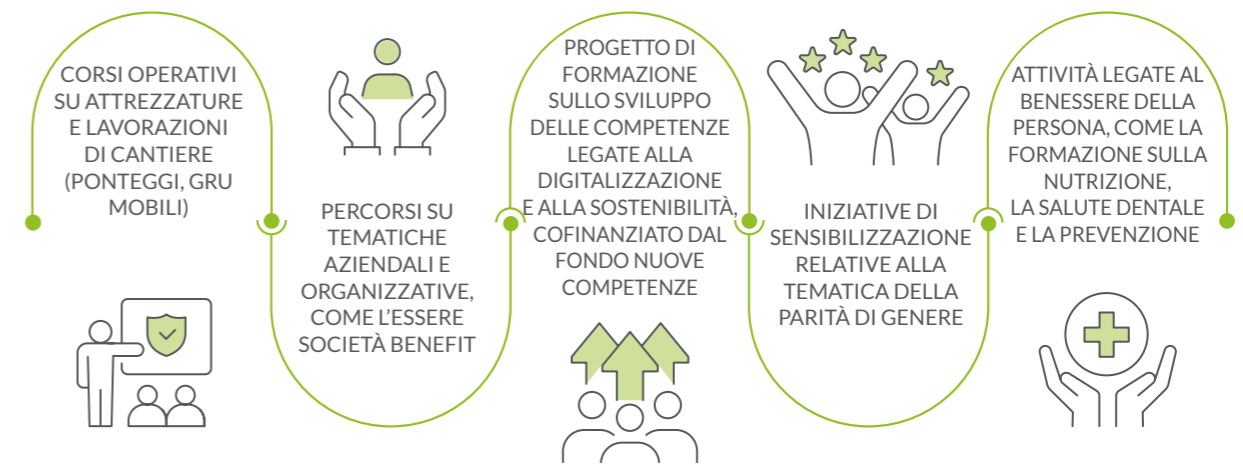 CORSI OPERATIVI
SU ATTREZZATURE
E LAVORAZIONI
DI CANTIERE
(PONTEGGI, GRU
MOBILI)
PERCORSI SU
TEMATICHE
AZIENDALI E
ORGANIZZATIVE,
COME L'ESSERE
SOCIETÀ BENEFIT
PROGETTO DI
FORMAZIONE
SULLO SVILUPPO
DELLE COMPETENZE
LEGATE ALLA
DIGITALIZZAZIONE
E ALLA SOSTENIBILITÀ,
COFINANZIATO DAL
FONDO NUOVE
COMPETENZE
INIZIATIVE DI
SENSIBILIZZAZIONE
RELATIVE ALLA
TEMATICA DELLA
PARITÀ DI GENERE
ATTIVITÀ LEGATE AL
BENESSERE DELLA
PERSONA, COME LA
FORMAZIONE SULLA
NUTRIZIONE,
LA SALUTE DENTALE
E LA PREVENZIONE